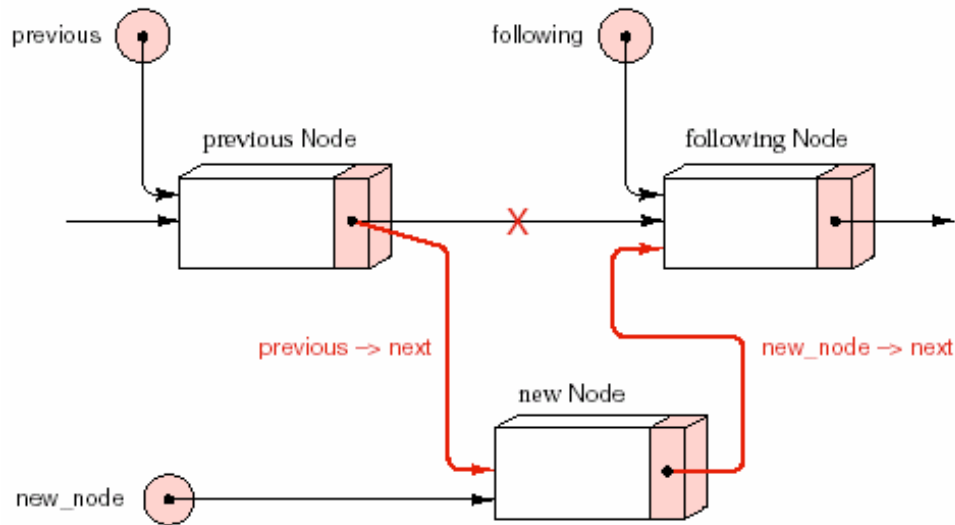 previous
following
previous Node
following Node
X
previous –> next
new_node –> next
new Node
new_node